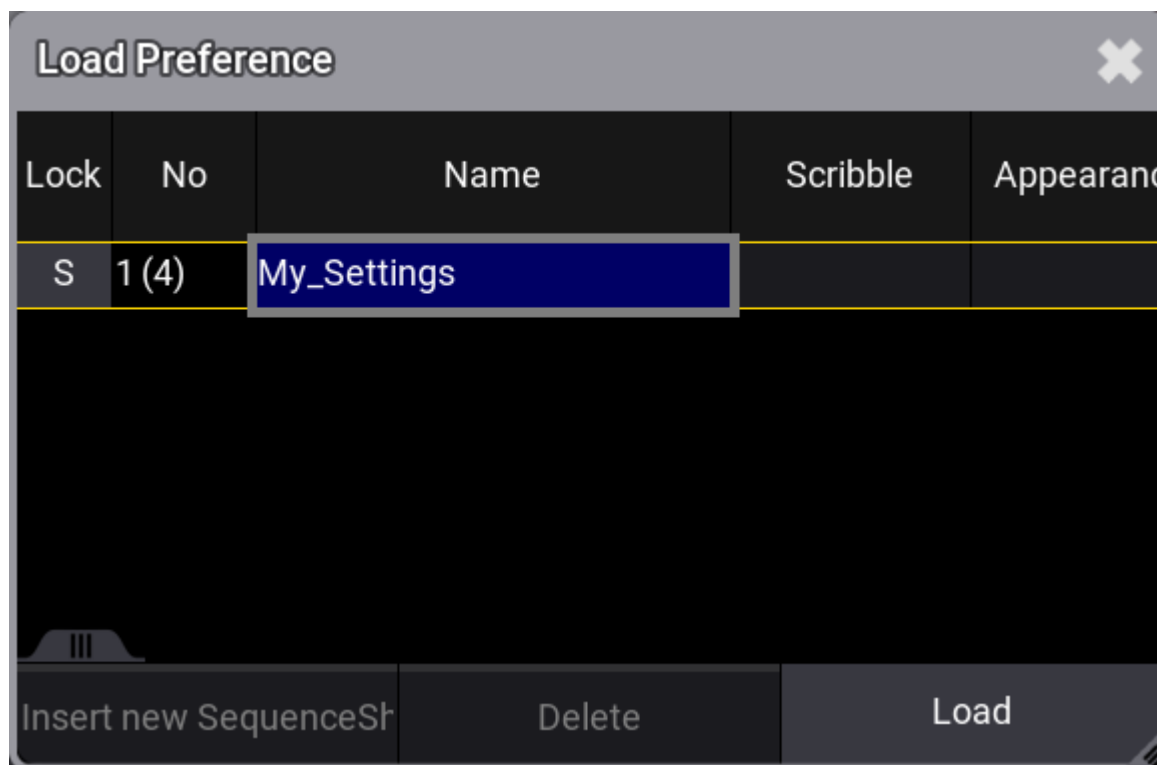 Load Preference
Lock No Name Scribble Appearanc
S 1 (4) My_Settings
Insert new SequenceSh Delete Load